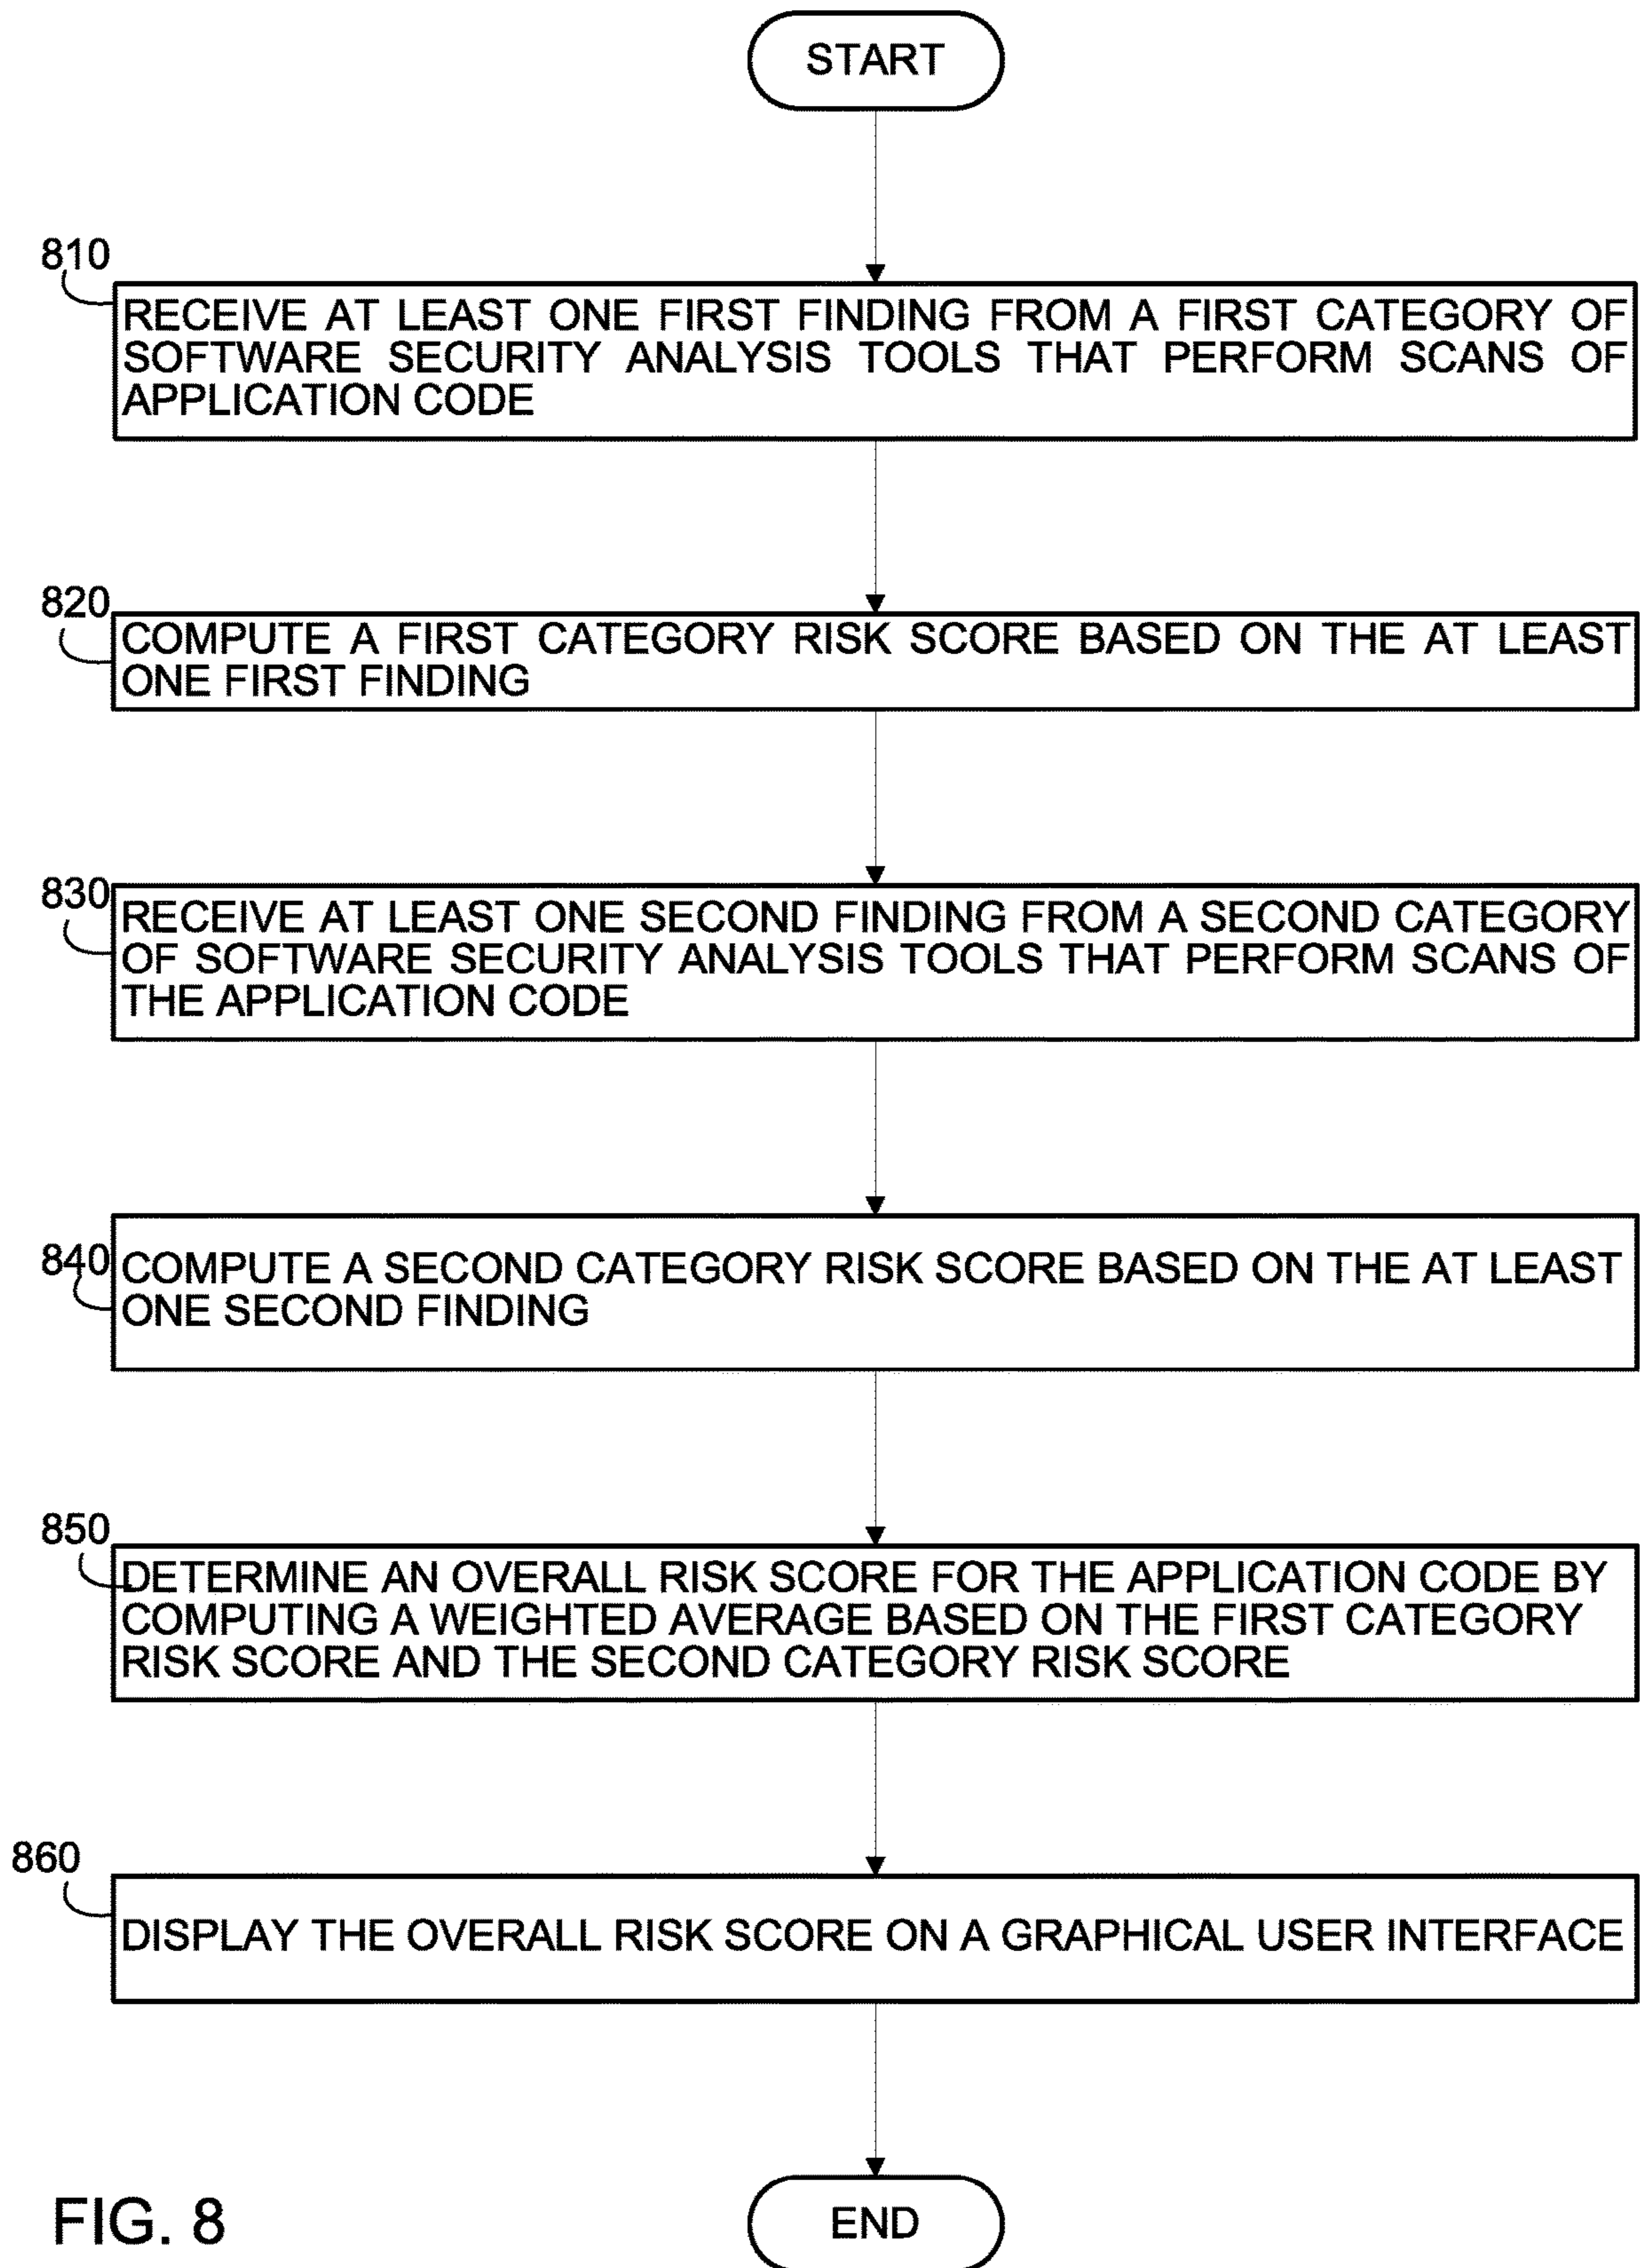 START
810
RECEIVE AT LEAST ONE FIRST FINDING FROM A FIRST CATEGORY OF
SOFTWARE SECURITY ANALYSIS TOOLS THAT PERFORM SCANS OF
APPLICATION CODE
820
COMPUTE A FIRST CATEGORY RISK SCORE BASED ON THE AT LEAST
ONE FIRST FINDING
830
RECEIVE AT LEAST ONE SECOND FINDING FROM A SECOND CATEGORY
OF SOFTWARE SECURITY ANALYSIS TOOLS THAT PERFORM SCANS OF
THE APPLICATION CODE
840
COMPUTE A SECOND CATEGORY RISK SCORE BASED ON THE AT LEAST
ONE SECOND FINDING
850
DETERMINE AN OVERALL RISK SCORE FOR THE APPLICATION CODE BY
COMPUTING A WEIGHTED AVERAGE BASED ON THE FIRST CATEGORY
RISK SCORE AND THE SECOND CATEGORY RISK SCORE
860
DISPLAY THE OVERALL RISK SCORE ON A GRAPHICAL USER INTERFACE
END
FIG. 8